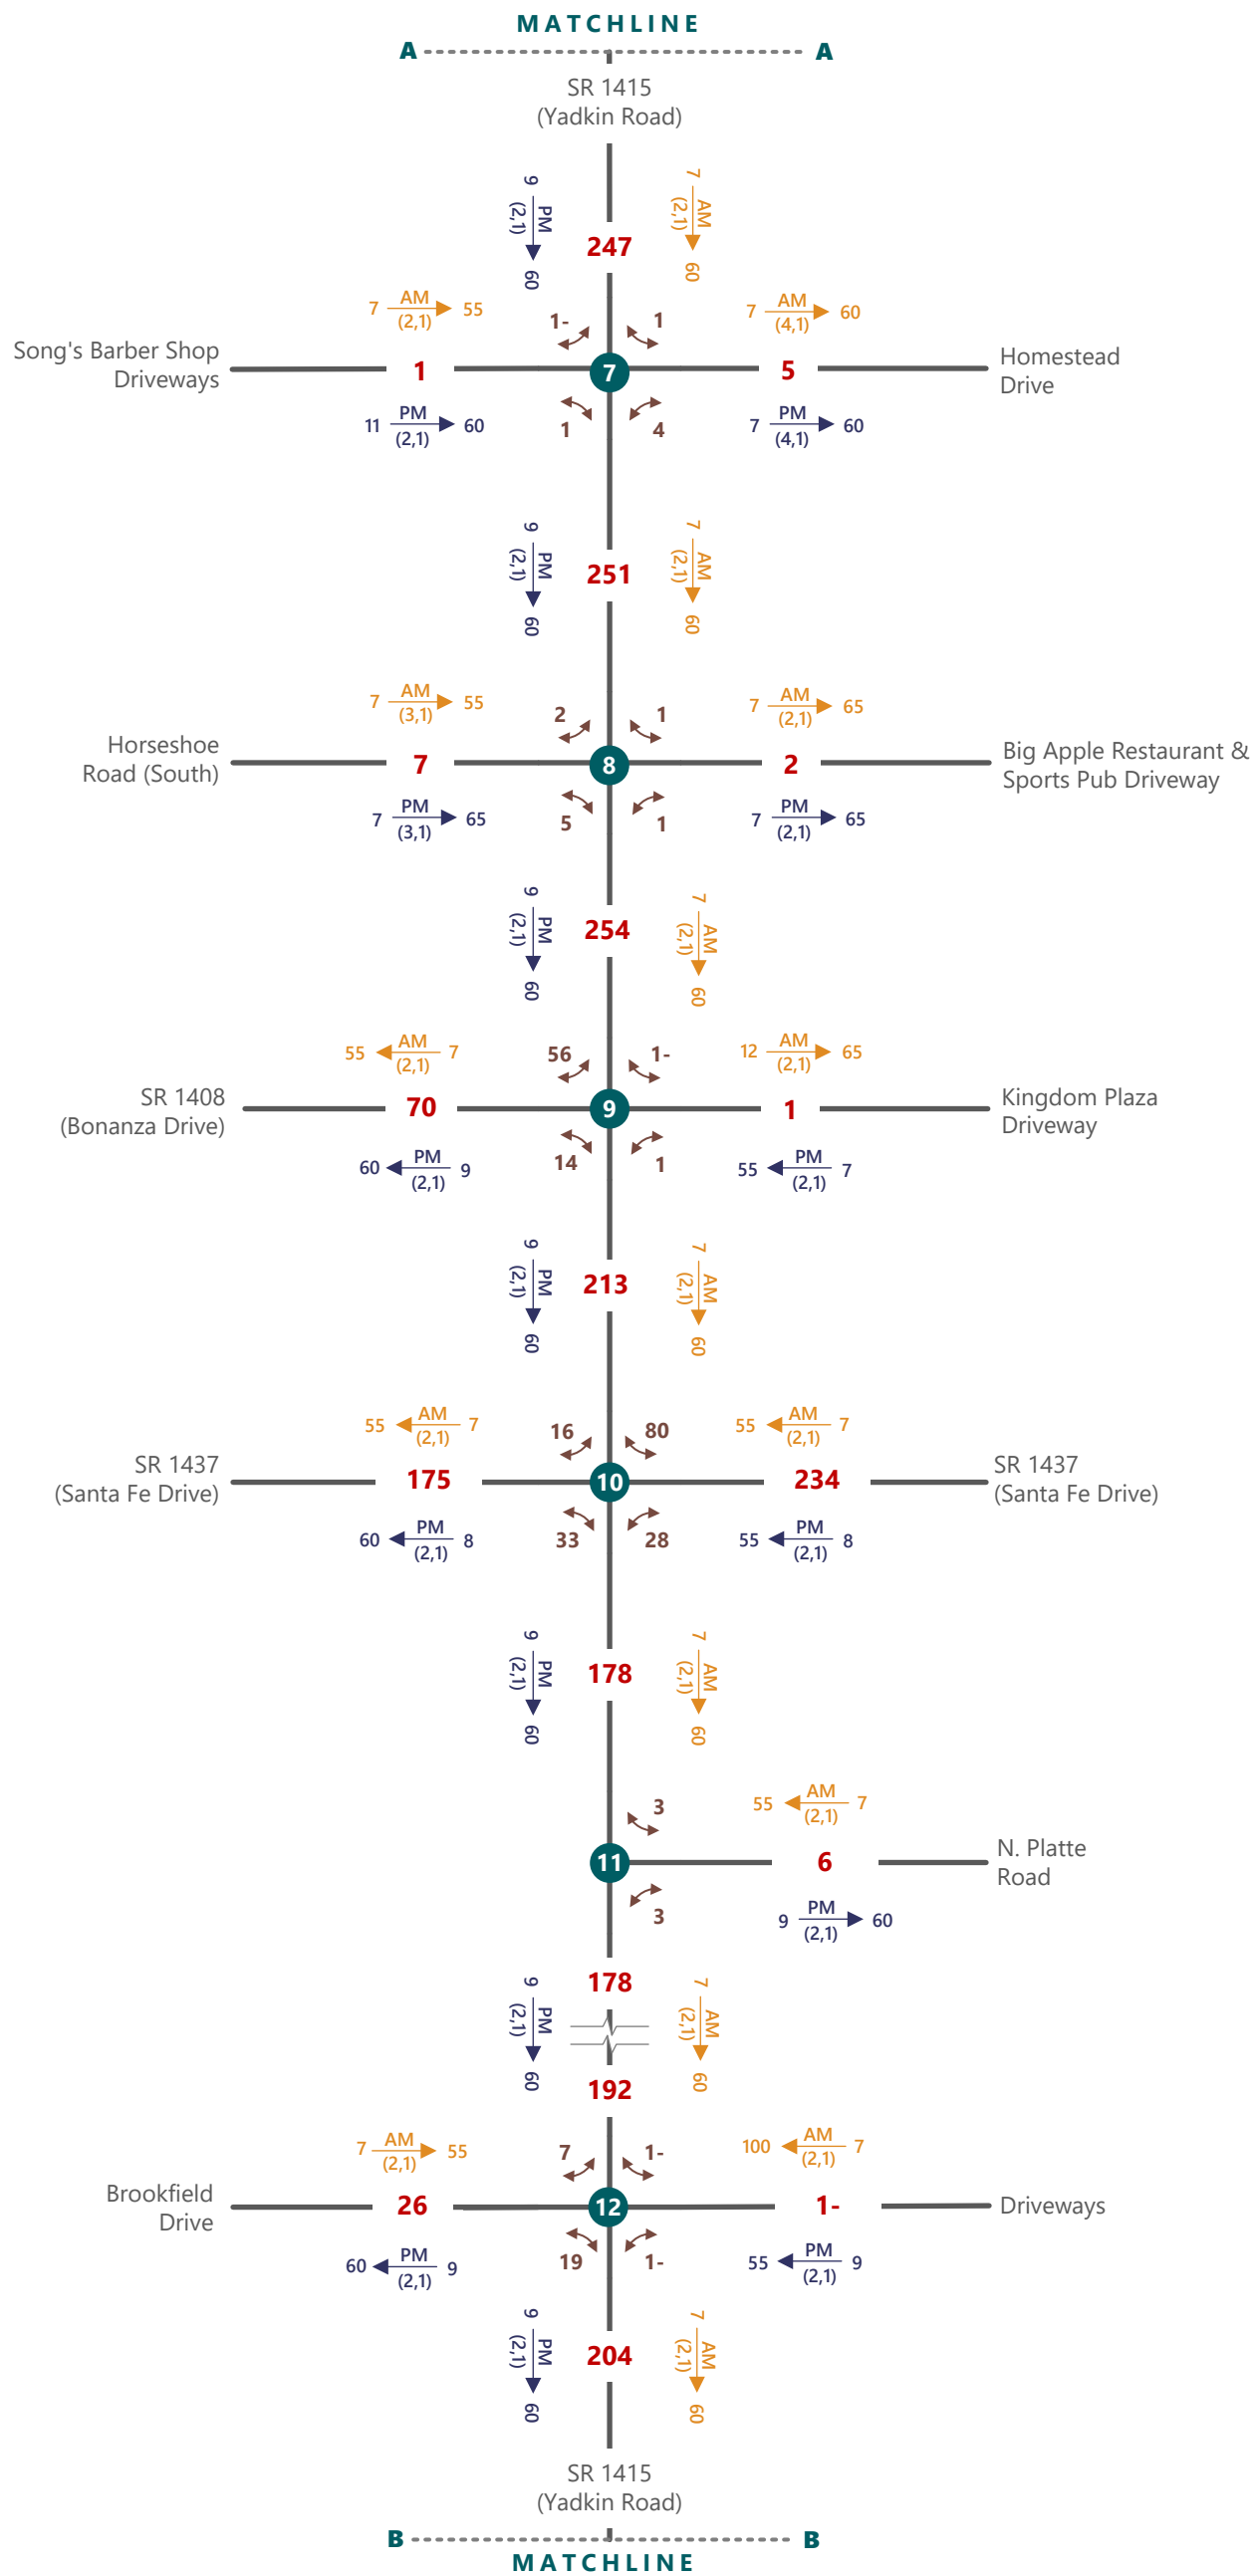 MATCHLINE
A A
SR 1415
(Yadkin Road)
9 PM (2,1) 60
247
7 AM (2,1) 60
7 AM (2,1) 55
1-
1
7 AM (4,1) 60
Song's Barber Shop
Driveways
1
7
5
Homestead
Drive
11 PM (2,1) 60
1
4
7 PM (4,1) 60
9 PM (2,1) 60
251
7 AM (2,1) 60
7 AM (3,1) 55
2
1
7 AM (2,1) 65
Horseshoe
Road (South)
7
8
2
Big Apple Restaurant &
Sports Pub Driveway
7 PM (3,1) 65
5
1
7 PM (2,1) 65
9 PM (2,1) 60
254
7 AM (2,1) 60
55 AM (2,1) 7
56
1-
12 AM (2,1) 65
SR 1408
(Bonanza Drive)
70
9
1
Kingdom Plaza
Driveway
60 PM (2,1) 9
14
1
55 PM (2,1) 7
9 PM (2,1) 60
213
7 AM (2,1) 60
55 AM (2,1) 7
16
80
55 AM (2,1) 7
SR 1437
(Santa Fe Drive)
175
10
234
SR 1437
(Santa Fe Drive)
60 PM (2,1) 8
33
28
55 PM (2,1) 8
9 PM (2,1) 60
178
7 AM (2,1) 60
3
55 AM (2,1) 7
11
6
N. Platte
Road
3
9 PM (2,1) 60
178
9 PM (2,1) 60
7 AM (2,1) 60
192
7 AM (2,1) 55
7
1-
100 AM (2,1) 7
Brookfield
Drive
26
12
1-
Driveways
60 PM (2,1) 9
19
1-
55 PM (2,1) 9
9 PM (2,1) 60
204
7 AM (2,1) 60
SR 1415
(Yadkin Road)
B B
MATCHLINE